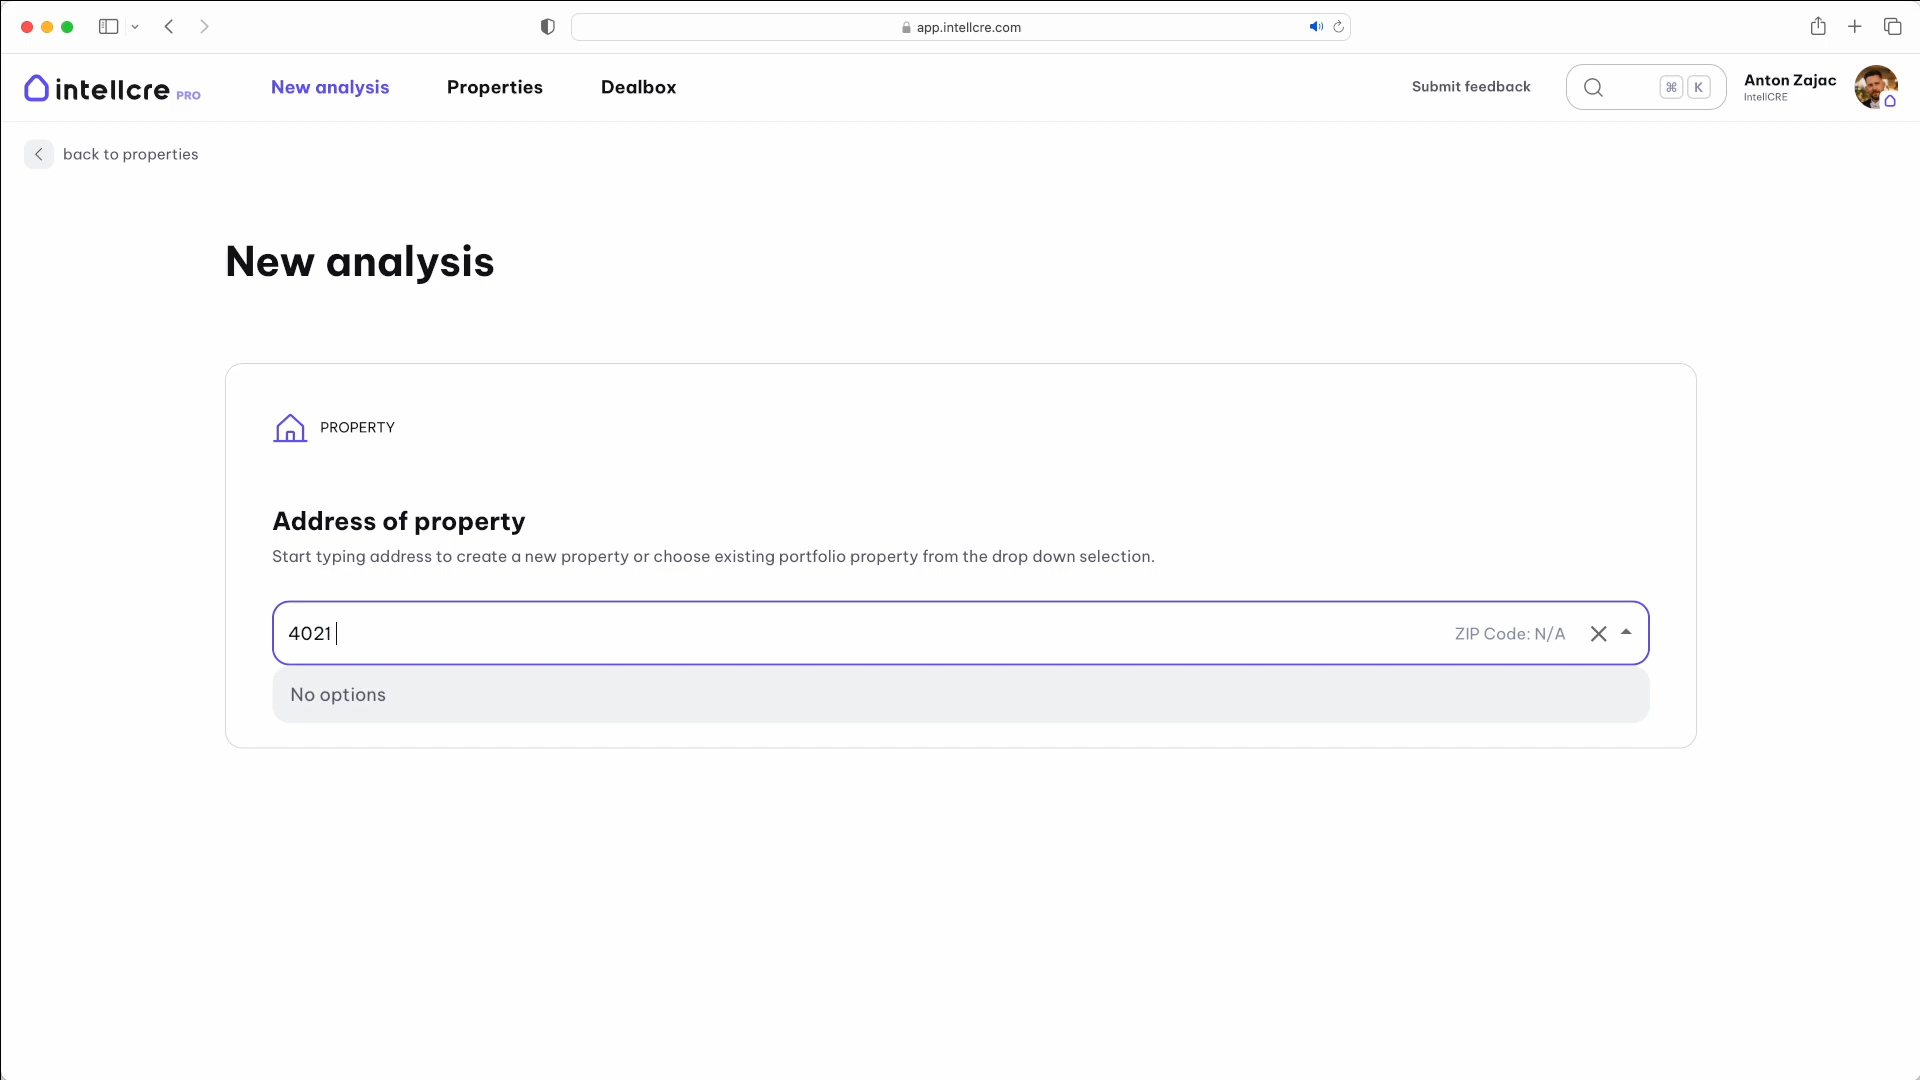 app.intellcre.com
intellcre PRO
New analysis
Properties
Dealbox
Submit feedback
⌘ K
Anton Zajac
IntellCRE
back to properties
New analysis
PROPERTY
Address of property
Start typing address to create a new property or choose existing portfolio property from the drop down selection.
4021
ZIP Code: N/A
No options